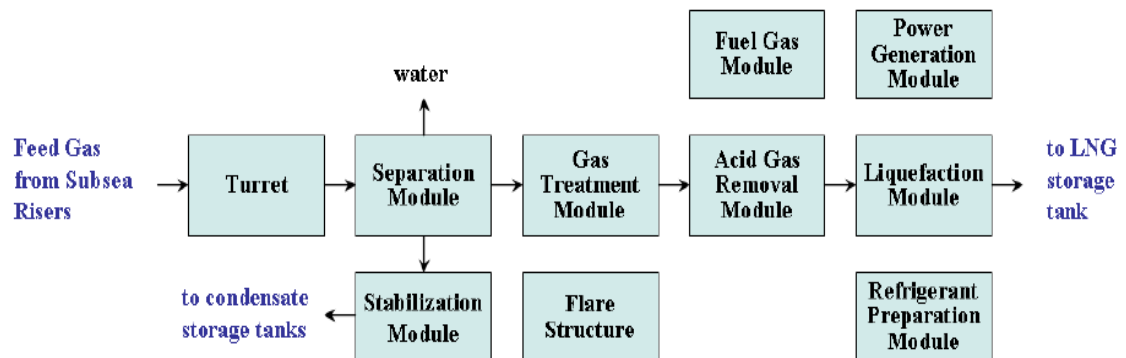 Fuel Gas
Module
Power
Generation
Module
water
Feed Gas
from Subsea
Risers
Turret
Separation
Module
Gas
Treatment
Module
Acid Gas
Removal
Module
Liquefaction
Module
to LNG
storage
tank
to condensate
storage tanks
Stabilization
Module
Flare
Structure
Refrigerant
Preparation
Module